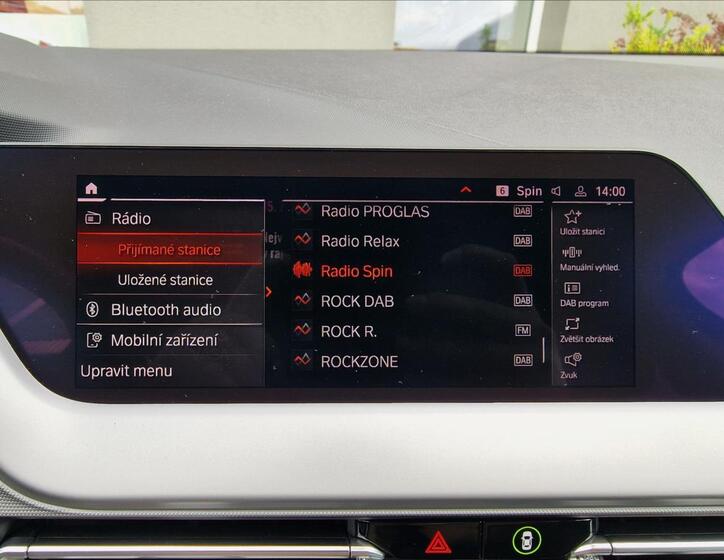 6 Spin 14:00
Rádio
Přijímané stanice
Uložené stanice
Bluetooth audio
Mobilní zařízení
Upravit menu
Radio PROGLAS DAB
Radio Relax DAB
Radio Spin DAB
ROCK DAB DAB
ROCK R. FM
ROCKZONE DAB
Uložit stanici
Manuální vyhled.
DAB program
Zvětšit obrázek
Zvuk